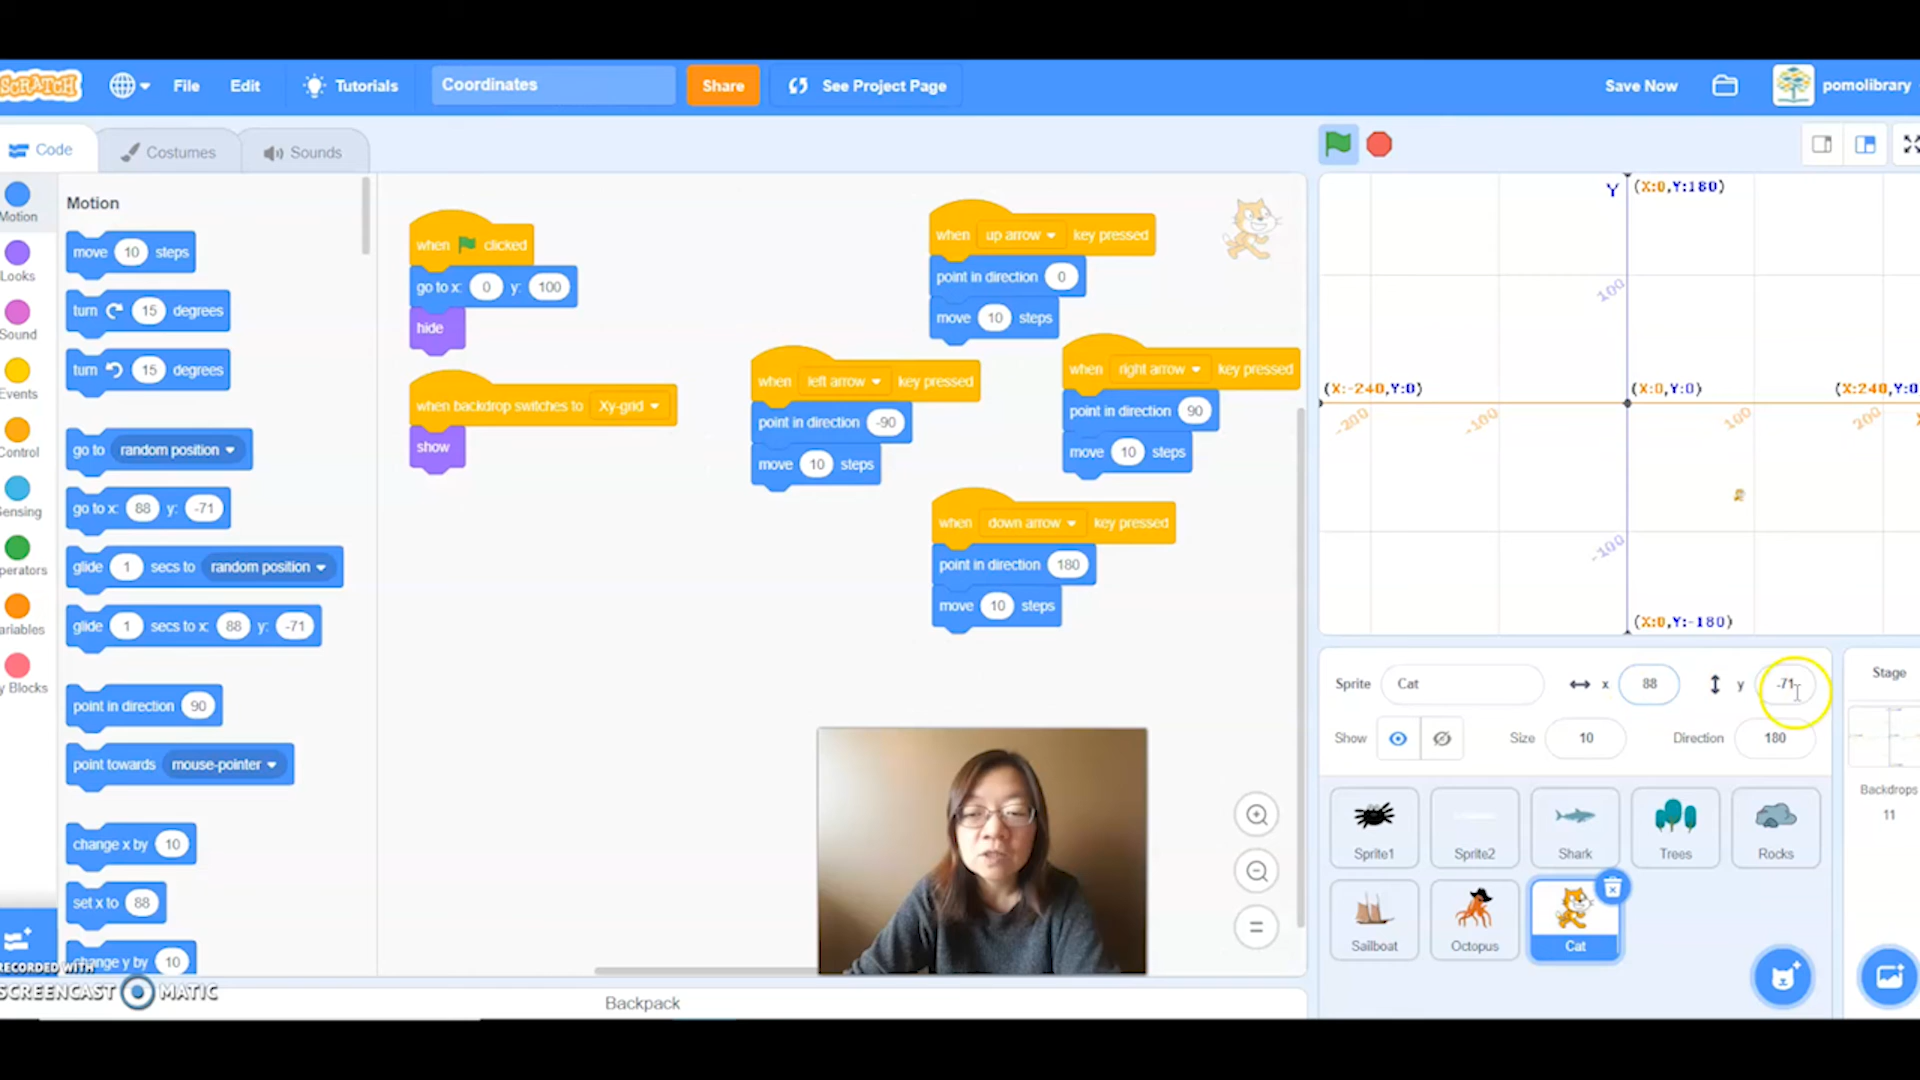 SCRATCH
File
Edit
Tutorials
Coordinates
Share
See Project Page
Save Now
pomolibrary
Code
Costumes
Sounds
Motion
Looks
Sound
Events
Control
Sensing
perators
ariables
y Blocks
Motion
move 10 steps
turn 15 degrees
turn 15 degrees
go to random position
go to x: 88 y: -71
glide 1 secs to random position
glide 1 secs to x: 88 y: -71
point in direction 90
point towards mouse-pointer
change x by 10
set x to 88
change y by 10
when clicked
go to x: 0 y: 100
hide
when backdrop switches to Xy-grid
show
when up arrow key pressed
point in direction 0
move 10 steps
when left arrow key pressed
point in direction -90
move 10 steps
when right arrow key pressed
point in direction 90
move 10 steps
when down arrow key pressed
point in direction 180
move 10 steps
Y
(X:0,Y:180)
100
(X:-240,Y:0)
(X:0,Y:0)
(X:240,Y:0
-200
-100
100
200
X
-100
(X:0,Y:-180)
Sprite Cat x 88 y -71
Show Size 10 Direction 180
Stage
Backdrops
11
Sprite1
Sprite2
Shark
Trees
Rocks
Sailboat
Octopus
Cat
Backpack
RECORDED WITH
SCREENCAST MATIC